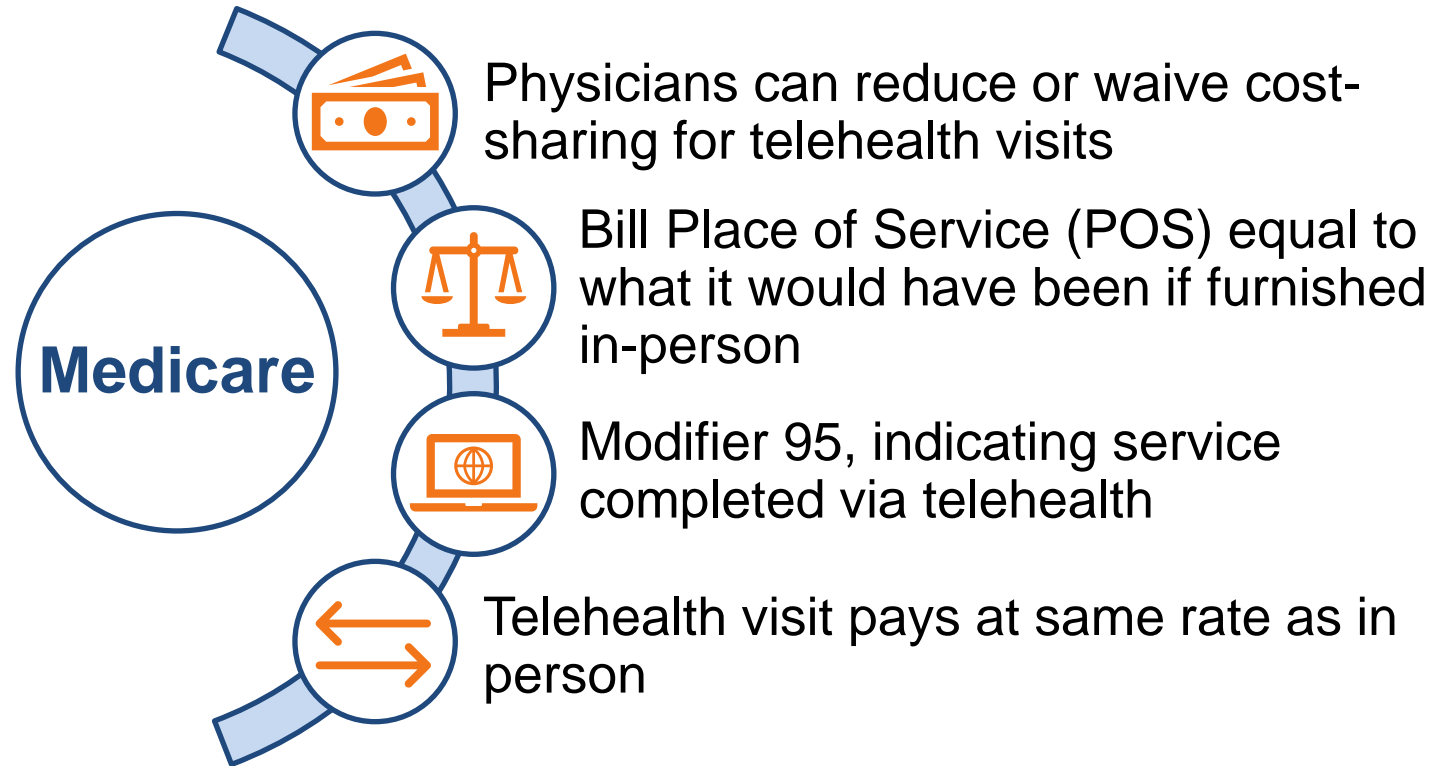 Physicians can reduce or waive cost-
sharing for telehealth visits
Bill Place of Service (POS) equal to
what it would have been if furnished
in-person
Medicare
Modifier 95, indicating service
completed via telehealth
Telehealth visit pays at same rate as in
person